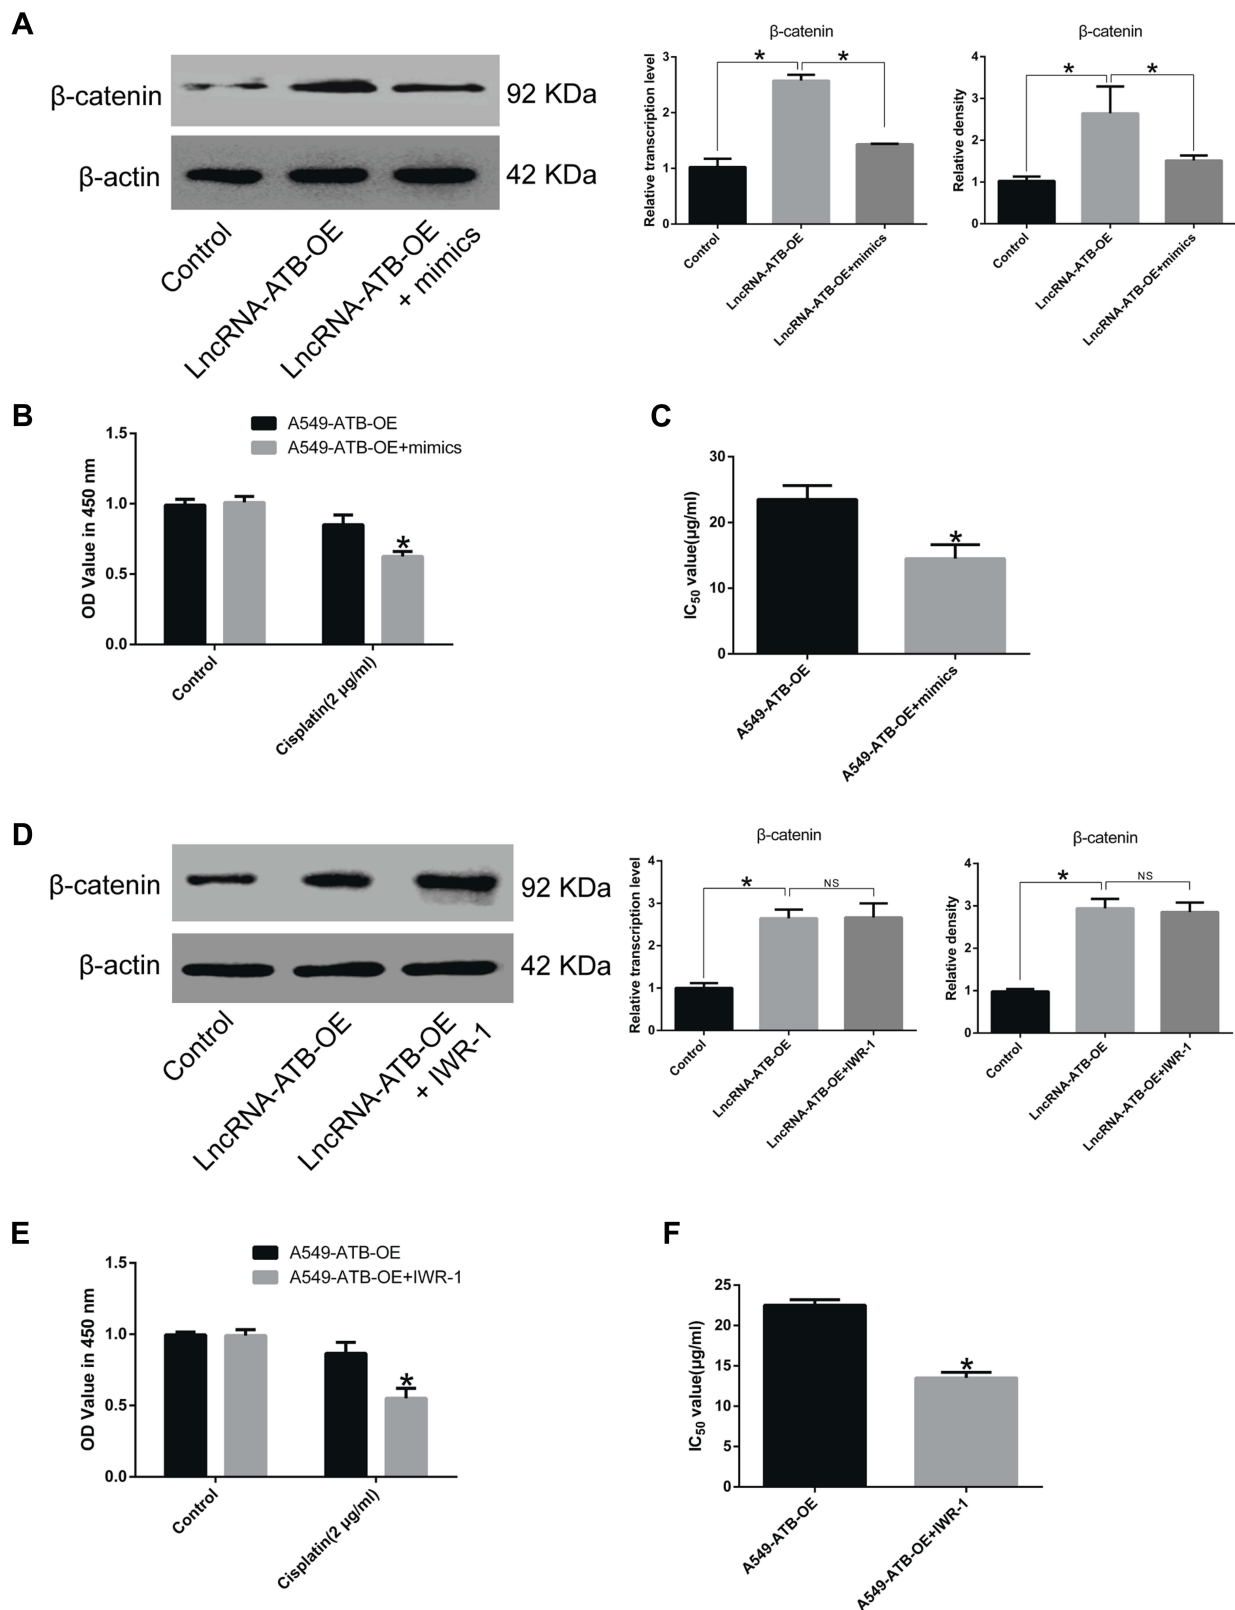 A
β-catenin
92 KDa
β-actin
42 KDa
Control
LncRNA-ATB-OE
LncRNA-ATB-OE
+ mimics
β-catenin
Relative transcription level
3
2
1
0
*
*
Control
LncRNA-ATB-OE
LncRNA-ATB-OE+mimics
β-catenin
Relative density
4
3
2
1
0
*
*
Control
LncRNA-ATB-OE
LncRNA-ATB-OE+mimics
B
A549-ATB-OE
A549-ATB-OE+mimics
OD Value in 450 nm
1.5
1.0
0.5
0.0
*
Control
Cisplatin(2 μg/ml)
C
IC50 value(μg/ml)
30
20
10
0
*
A549-ATB-OE
A549-ATB-OE+mimics
D
β-catenin
92 KDa
β-actin
42 KDa
Control
LncRNA-ATB-OE
LncRNA-ATB-OE
+ IWR-1
β-catenin
Relative transcription level
4
3
2
1
0
*
NS
Control
LncRNA-ATB-OE
LncRNA-ATB-OE+IWR-1
β-catenin
Relative density
4
3
2
1
0
*
NS
Control
LncRNA-ATB-OE
LncRNA-ATB-OE+IWR-1
E
A549-ATB-OE
A549-ATB-OE+IWR-1
OD Value in 450 nm
1.5
1.0
0.5
0.0
*
Control
Cisplatin(2 μg/ml)
F
IC50 value(μg/ml)
25
20
15
10
5
0
*
A549-ATB-OE
A549-ATB-OE+IWR-1